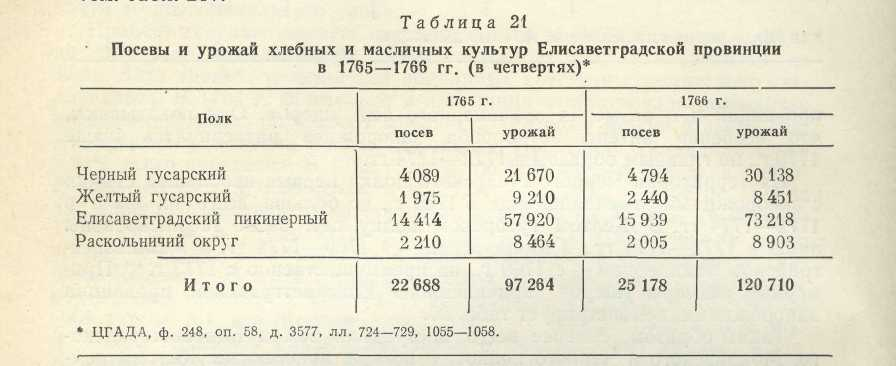 Таблица 21
Посевы и урожай хлебных и масличных культур Елисаветградской провинции
в 1765—1766 гг. (в четвертях)*
Полк 1765 г. 1766 г.
посев урожай посев урожай
Черный гусарский 4 089 21 670 4 794 30 138
Желтый гусарский 1 975 9 210 2 440 8 451
Елисаветградский пикинерный 14 414 57 920 15 939 73 218
Раскольничий округ 2 210 8 464 2 005 8 903
Итого 22 688 97 264 25 178 120 710
* ЦГАДА, ф. 248, оп. 58, д. 3577, лл. 724—729, 1055—1058.